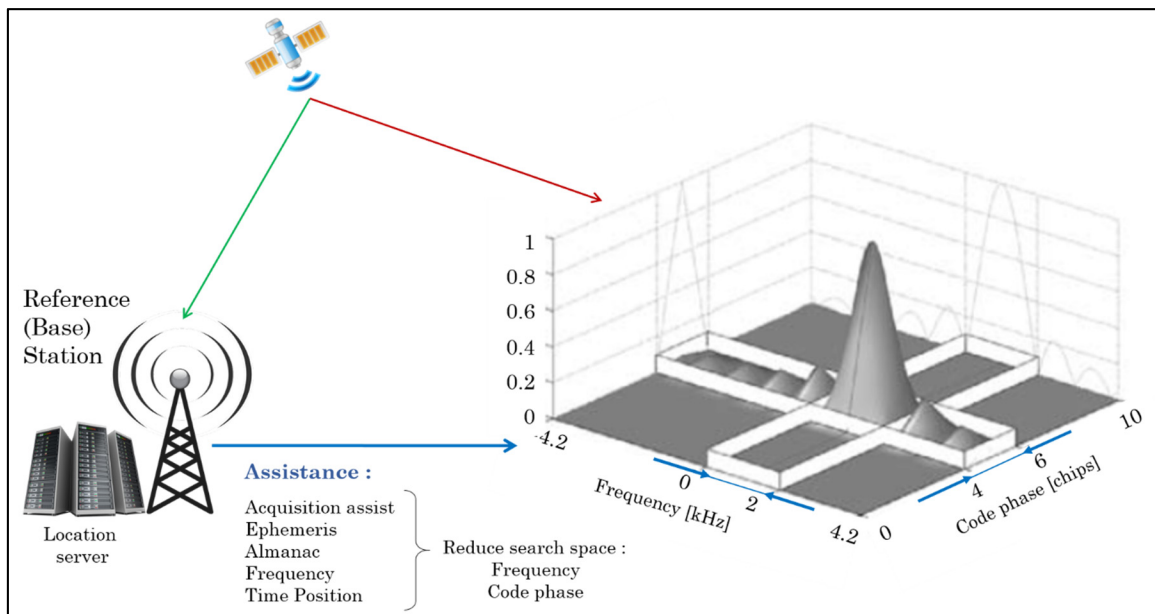 Reference
(Base)
Station
Location
server
Assistance :
Acquisition assist
Ephemeris
Almanac
Frequency
Time Position
Reduce search space :
Frequency
Code phase
1
0.8
0.6
0.4
0.2
0
-4.2
0
2
4.2
Frequency [kHz]
0
4
6
10
Code phase [chips]